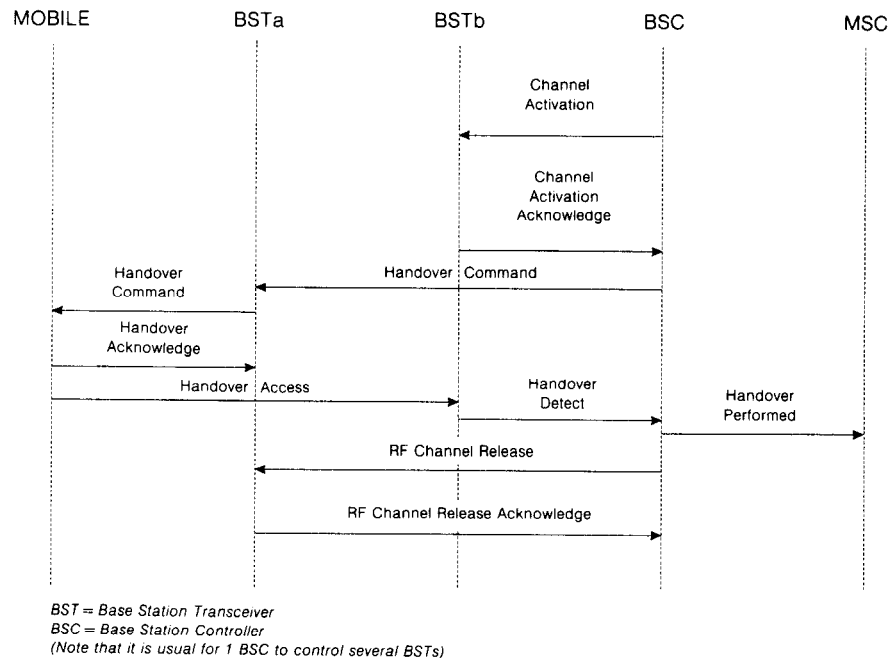 MOBILE BSTa BSTb BSC MSC
Channel
Activation
Channel
Activation
Acknowledge
Handover Command
Handover
Command
Handover
Acknowledge
Handover Access
Handover
Detect
Handover
Performed
RF Channel Release
RF Channel Release Acknowledge
BST = Base Station Transceiver
BSC = Base Station Controller
(Note that it is usual for 1 BSC to control several BSTs)